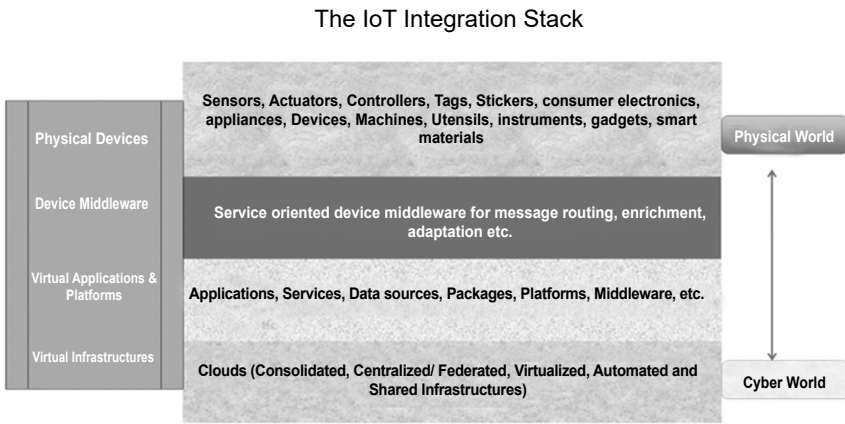 The IoT Integration Stack
Physical Devices
Sensors, Actuators, Controllers, Tags, Stickers, consumer electronics,
appliances, Devices, Machines, Utensils, instruments, gadgets, smart
materials
Physical World
Device Middleware
Service oriented device middleware for message routing, enrichment,
adaptation etc.
Virtual Applications &
Platforms
Applications, Services, Data sources, Packages, Platforms, Middleware, etc.
Virtual Infrastructures
Clouds (Consolidated, Centralized/ Federated, Virtualized, Automated and
Shared Infrastructures)
Cyber World